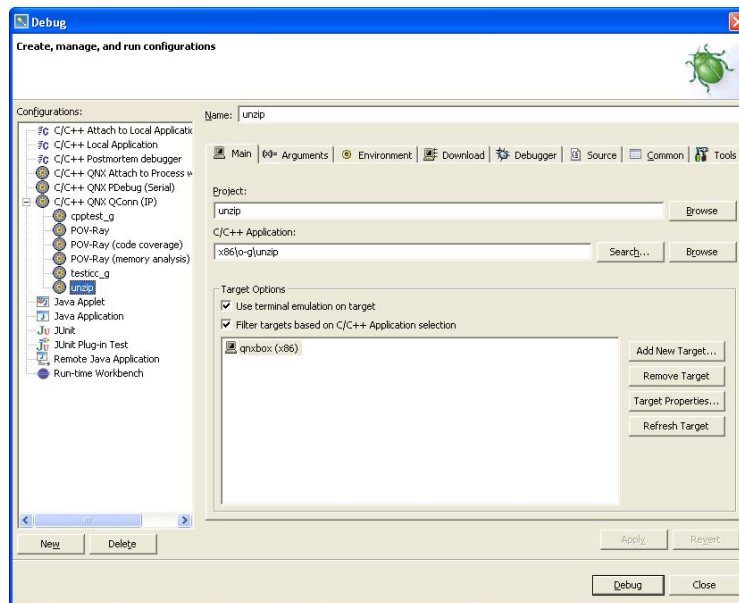 Debug
Create, manage, and run configurations
Configurations:
C/C++ Attach to Local Applicatic
C/C++ Local Application
C/C++ Postmortem debugger
C/C++ QNX Attach to Process w
C/C++ QNX PDebug (Serial)
C/C++ QNX QConn (IP)
cpptest_g
POV-Ray
POV-Ray (code coverage)
POV-Ray (memory analysis)
testicc_g
unzip
Java Applet
Java Application
JUnit
JUnit Plug-in Test
Remote Java Application
Run-time Workbench
New
Delete
Name: unzip
Main
Arguments
Environment
Download
Debugger
Source
Common
Tools
Project:
unzip
Browse
C/C++ Application:
x86\o-g\unzip
Search...
Browse
Target Options
Use terminal emulation on target
Filter targets based on C/C++ Application selection
qnxbox (x86)
Add New Target...
Remove Target
Target Properties...
Refresh Target
Apply
Revert
Debug
Close